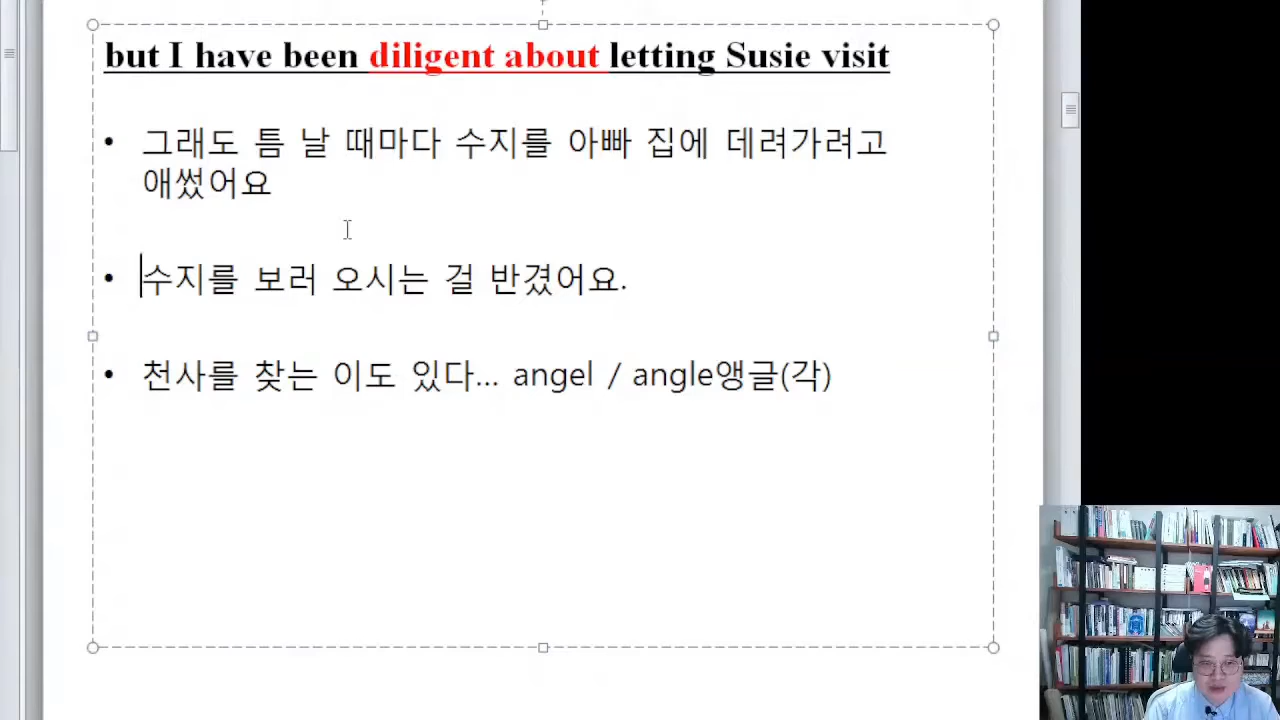 but I have been diligent about letting Susie visit
• 그래도 틈 날 때마다 수지를 아빠 집에 데려가려고
애썼어요
• 수지를 보러 오시는 걸 반겼어요.
• 천사를 찾는 이도 있다... angel / angle앵글(각)